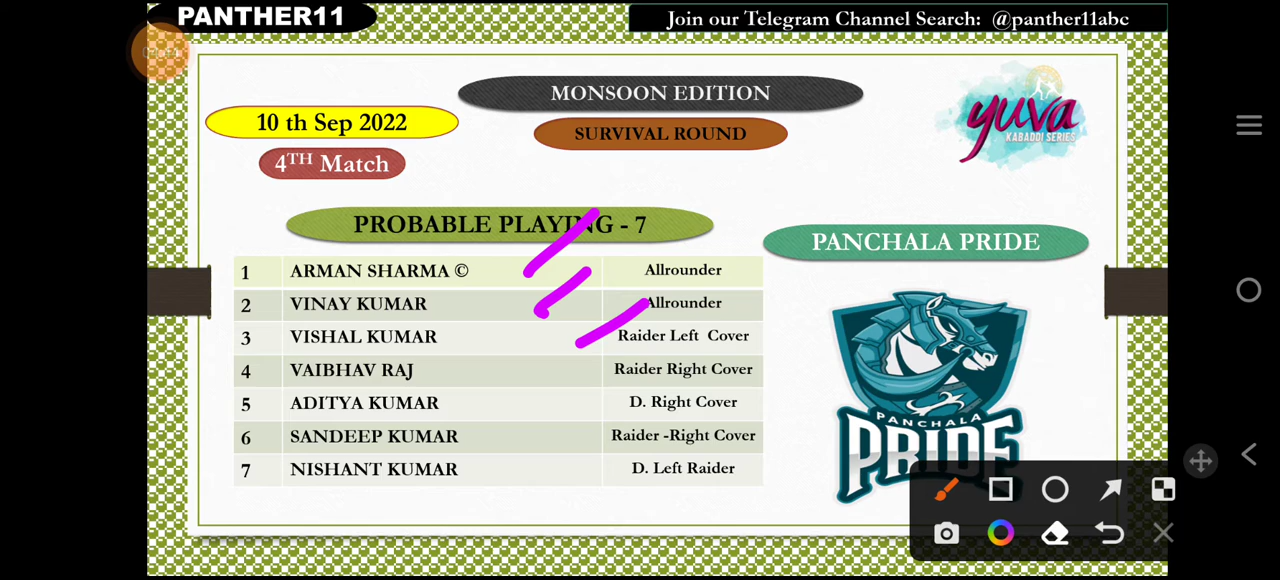 PANTHER11
Join our Telegram Channel Search: @panther11abc
MONSOON EDITION
10 th Sep 2022
SURVIVAL ROUND
4TH Match
yuva
KABADDI SERIES
PROBABLE PLAYING - 7
PANCHALA PRIDE
1 ARMAN SHARMA © Allrounder
2 VINAY KUMAR Allrounder
3 VISHAL KUMAR Raider Left Cover
4 VAIBHAV RAJ Raider Right Cover
5 ADITYA KUMAR D. Right Cover
6 SANDEEP KUMAR Raider -Right Cover
7 NISHANT KUMAR D. Left Raider
PANCHALA
PRIDE